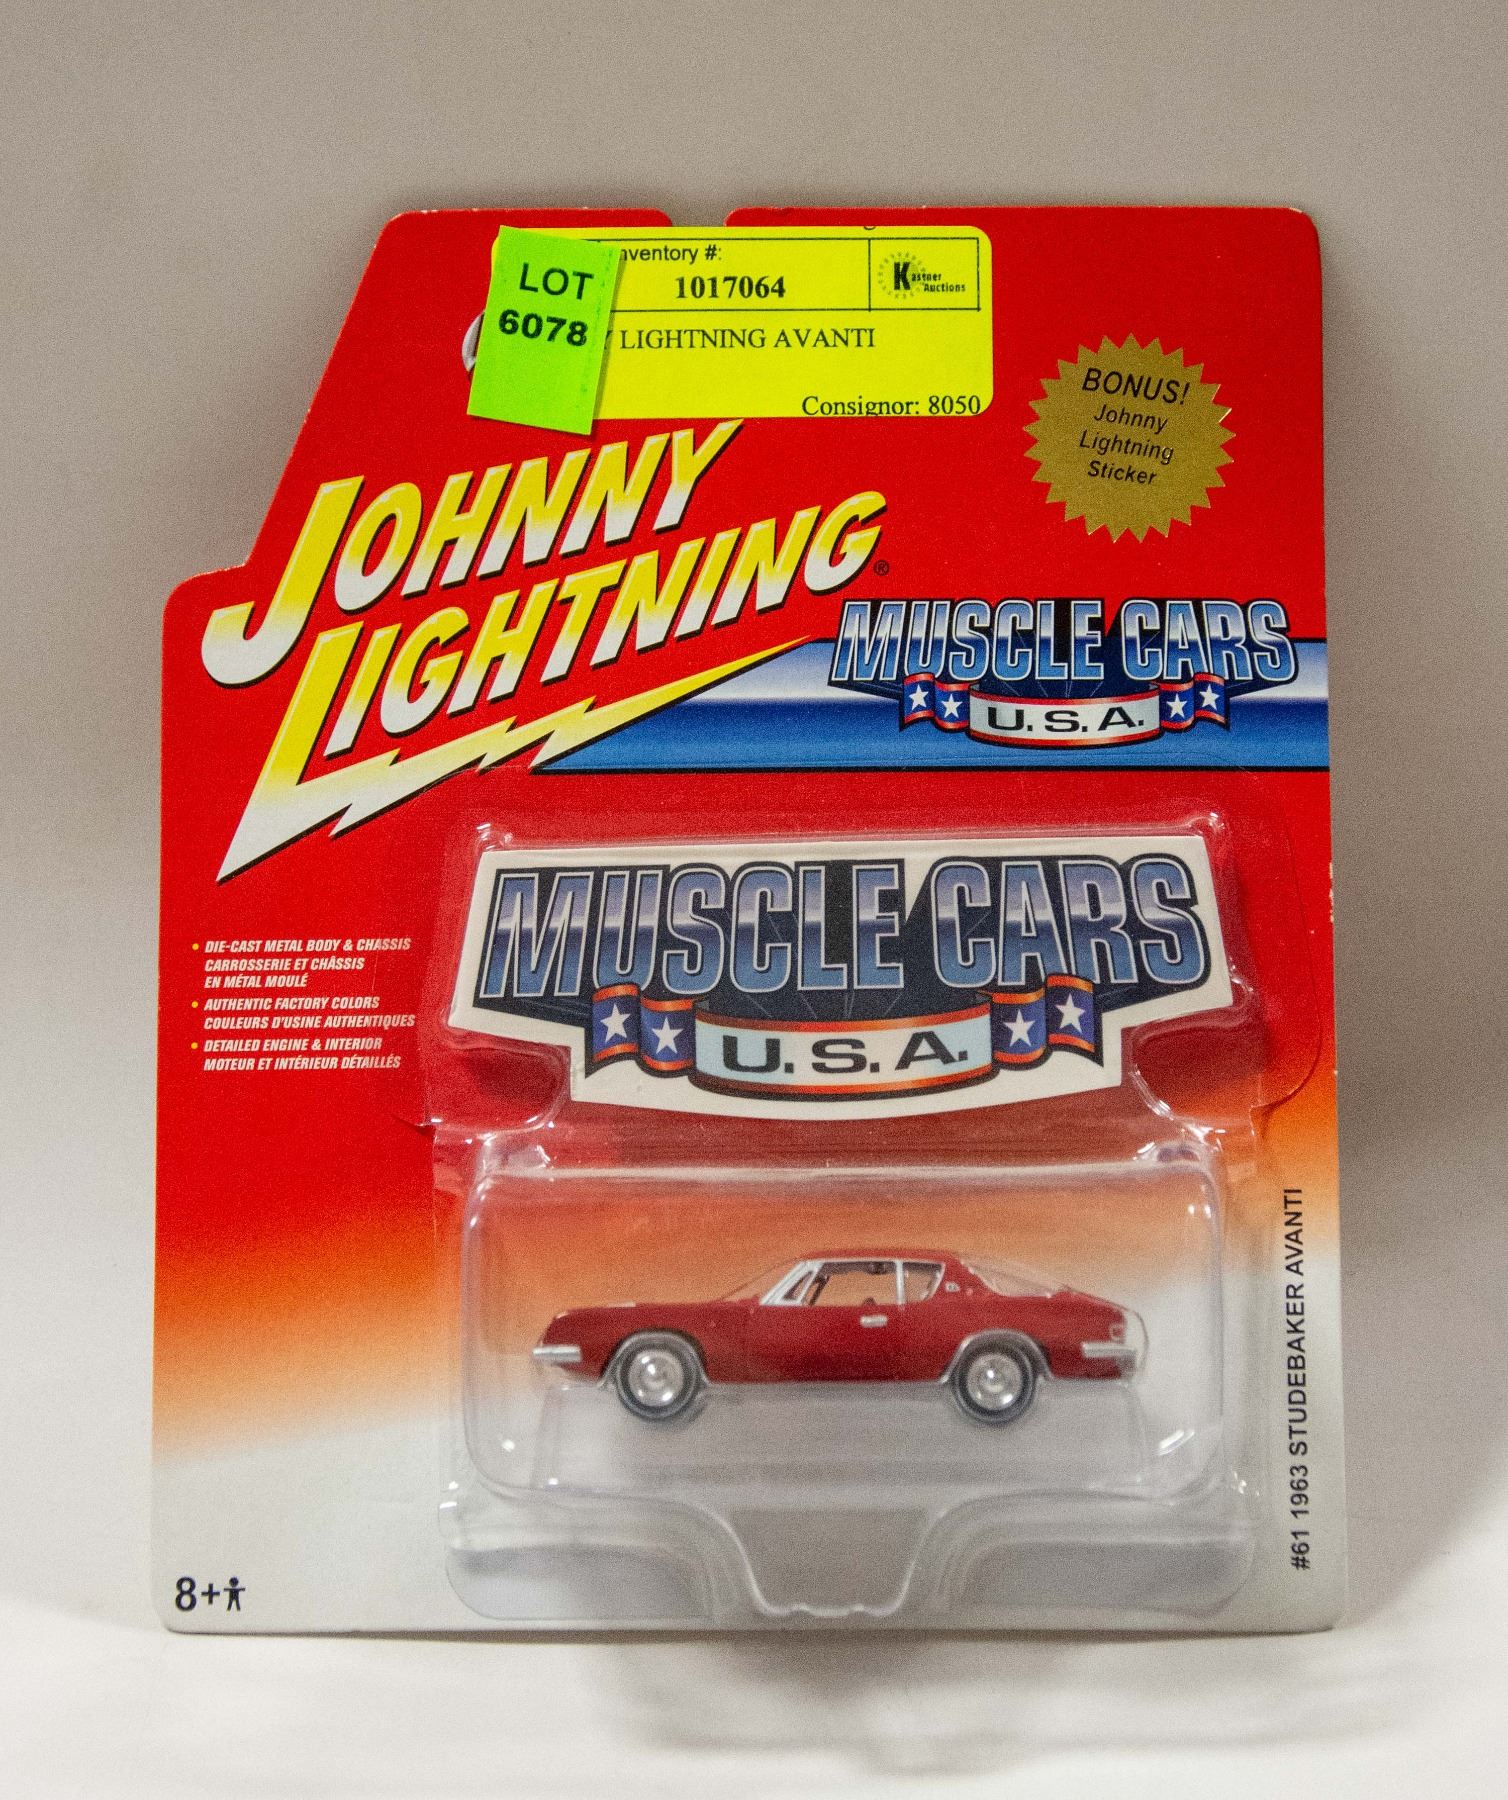 LOT
6078
Inventory #:
1017064
Kastner
Auctions
LIGHTNING AVANTI
Consignor: 8050
BONUS!
Johnny
Lightning
Sticker
JOHNNY
LIGHTNING®
MUSCLE CARS
U.S.A.
MUSCLE CARS
U.S.A.
• DIE-CAST METAL BODY & CHASSIS
CARROSSERIE ET CHÂSSIS
EN MÉTAL MOULÉ
• AUTHENTIC FACTORY COLORS
COULEURS D'USINE AUTHENTIQUES
• DETAILED ENGINE & INTERIOR
MOTEUR ET INTÉRIEUR DÉTAILLÉS
#61 1963 STUDEBAKER AVANTI
8+